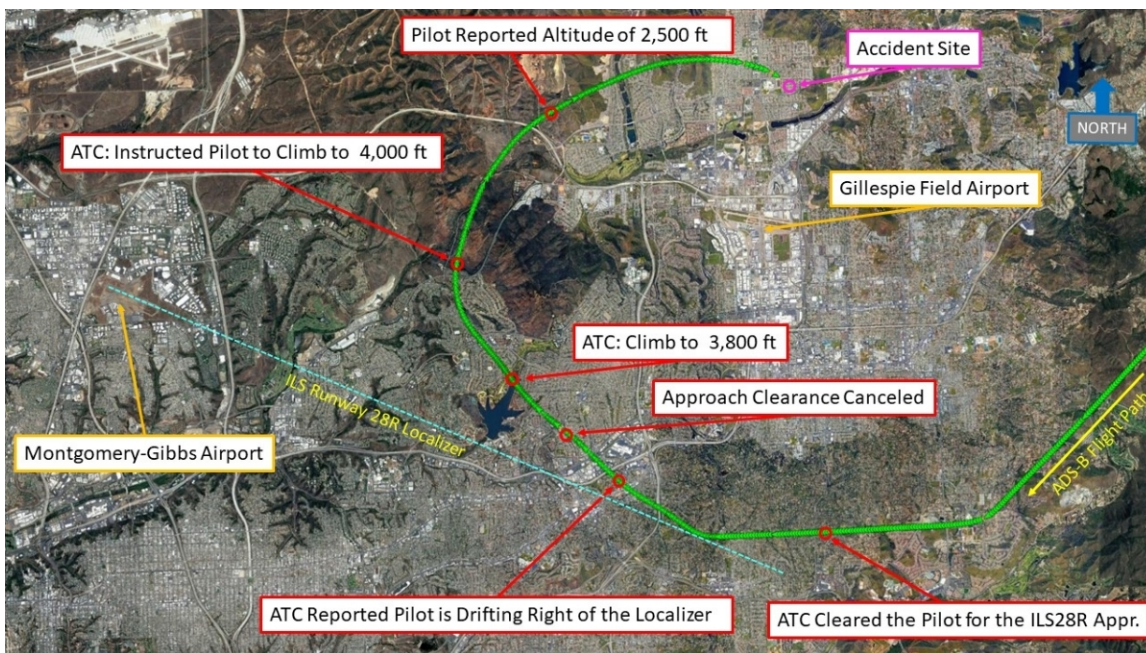 Pilot Reported Altitude of 2,500 ft
Accident Site
NORTH
ATC: Instructed Pilot to Climb to 4,000 ft
Gillespie Field Airport
ATC: Climb to 3,800 ft
ILS Runway 28R Localizer
Approach Clearance Canceled
ADS-B Flight Path
Montgomery-Gibbs Airport
ATC Reported Pilot is Drifting Right of the Localizer
ATC Cleared the Pilot for the ILS28R Appr.